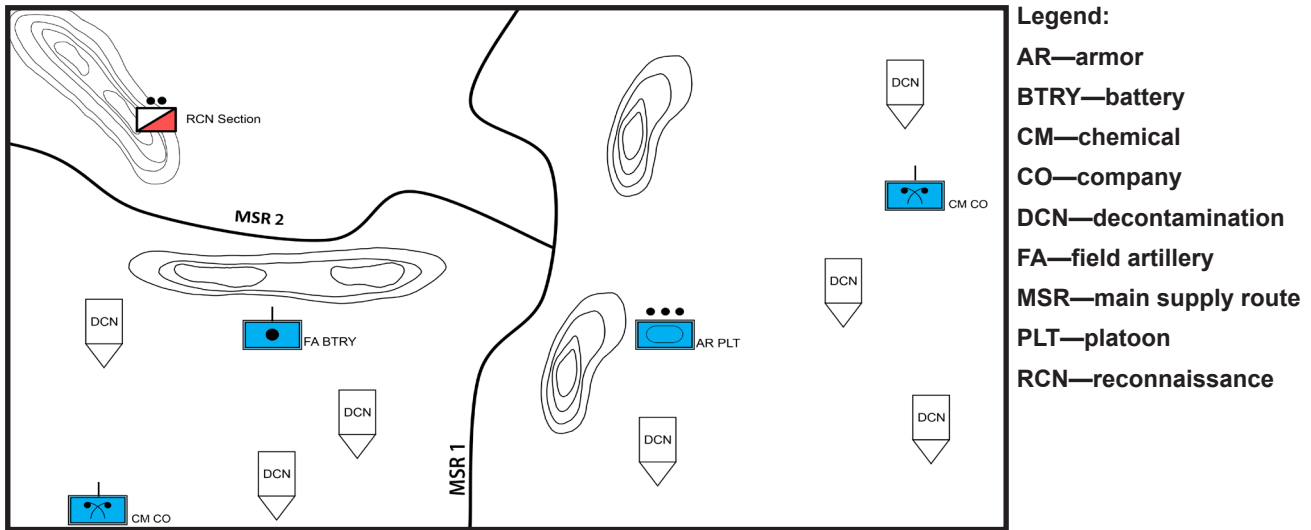 Legend:
AR—armor
BTRY—battery
CM—chemical
CO—company
DCN—decontamination
FA—field artillery
MSR—main supply route
PLT—platoon
RCN—reconnaissance
RCN Section
DCN
CM CO
MSR 2
DCN
DCN
FA BTRY
AR PLT
DCN
DCN
DCN
MSR 1
DCN
CM CO